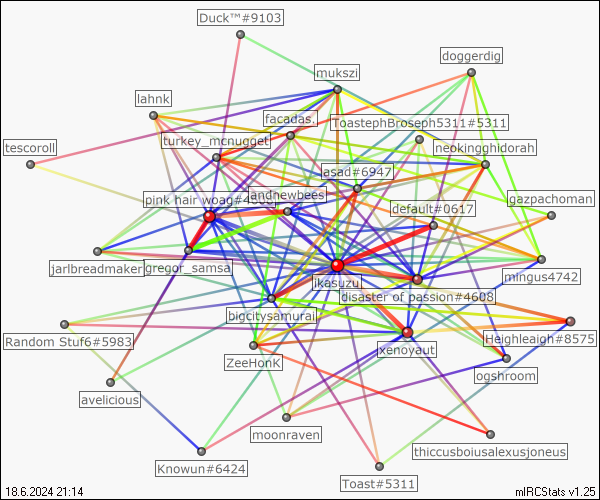 Duck™#9103
doggerdig
mukszi
lahnk
facadas.
ToastephBroseph5311#5311
turkey_mcnugget
neokingghidorah
tescoroll
asad#6947
pink hair woag#4008
andnewbees
gazpachoman
default#0617
jarlbreadmaker
gregor_samsa
ikasuzu
mingus4742
disaster of passion#4608
bigcitysamurai
Random Stuf6#5983
Heighleaigh#8575
xenoyaut
ZeeHonK
ogshroom
avelicious
moonraven
thiccusboiusalexusjoneus
Knowun#6424
Toast#5311
18.6.2024 21:14
mIRCStats v1.25